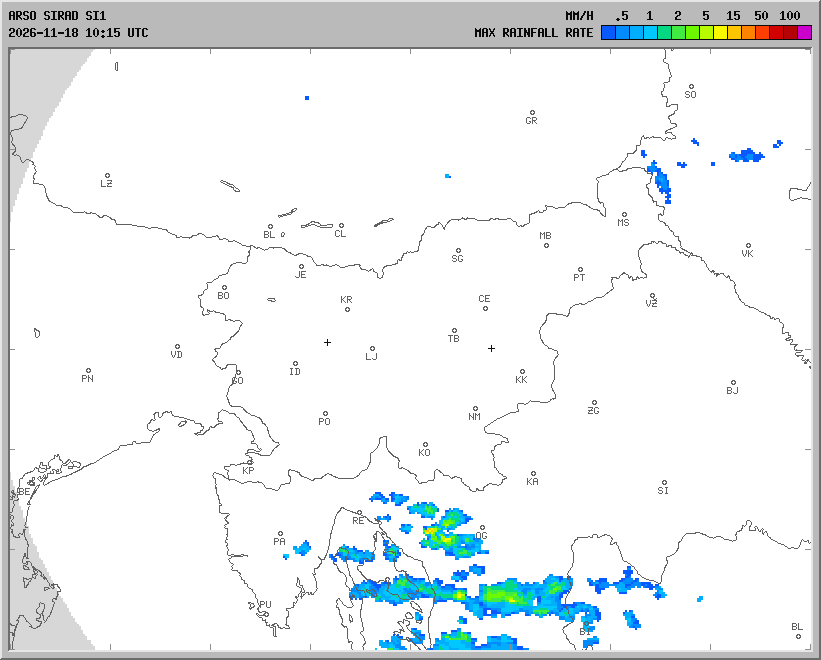 ARSO SIRAD SI1
2026-11-18 10:15 UTC
MM/H .5 1 2 5 15 50 100
MAX RAINFALL RATE
SO
GR
LZ
MS
BL
CL
MB
VK
SG
JE
PT
BO
KR
CE
VZ
TB
VD
LJ
PN
GO
ID
KK
BJ
NM
ZG
PO
KO
KP
KA
SI
BE
RE
OG
PA
PU
BI
BL